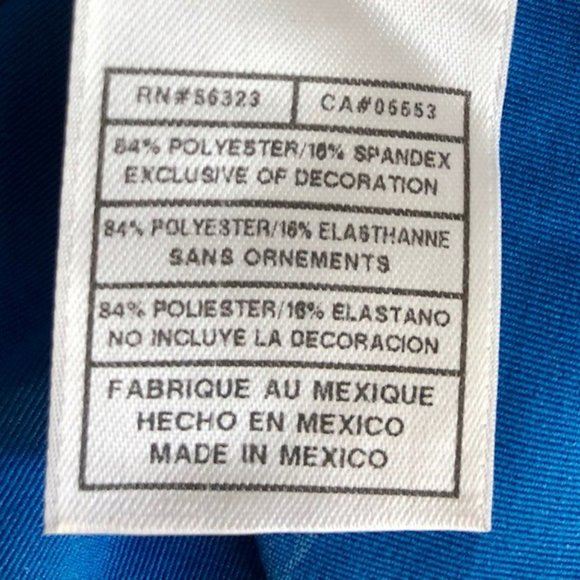 RN#56323 CA#06653
84% POLYESTER/16% SPANDEX
EXCLUSIVE OF DECORATION
84% POLYESTER/16% ELASTHANNE
SANS ORNEMENTS
84% POLIESTER/16% ELASTANO
NO INCLUYE LA DECORACION
FABRIQUE AU MEXIQUE
HECHO EN MEXICO
MADE IN MEXICO